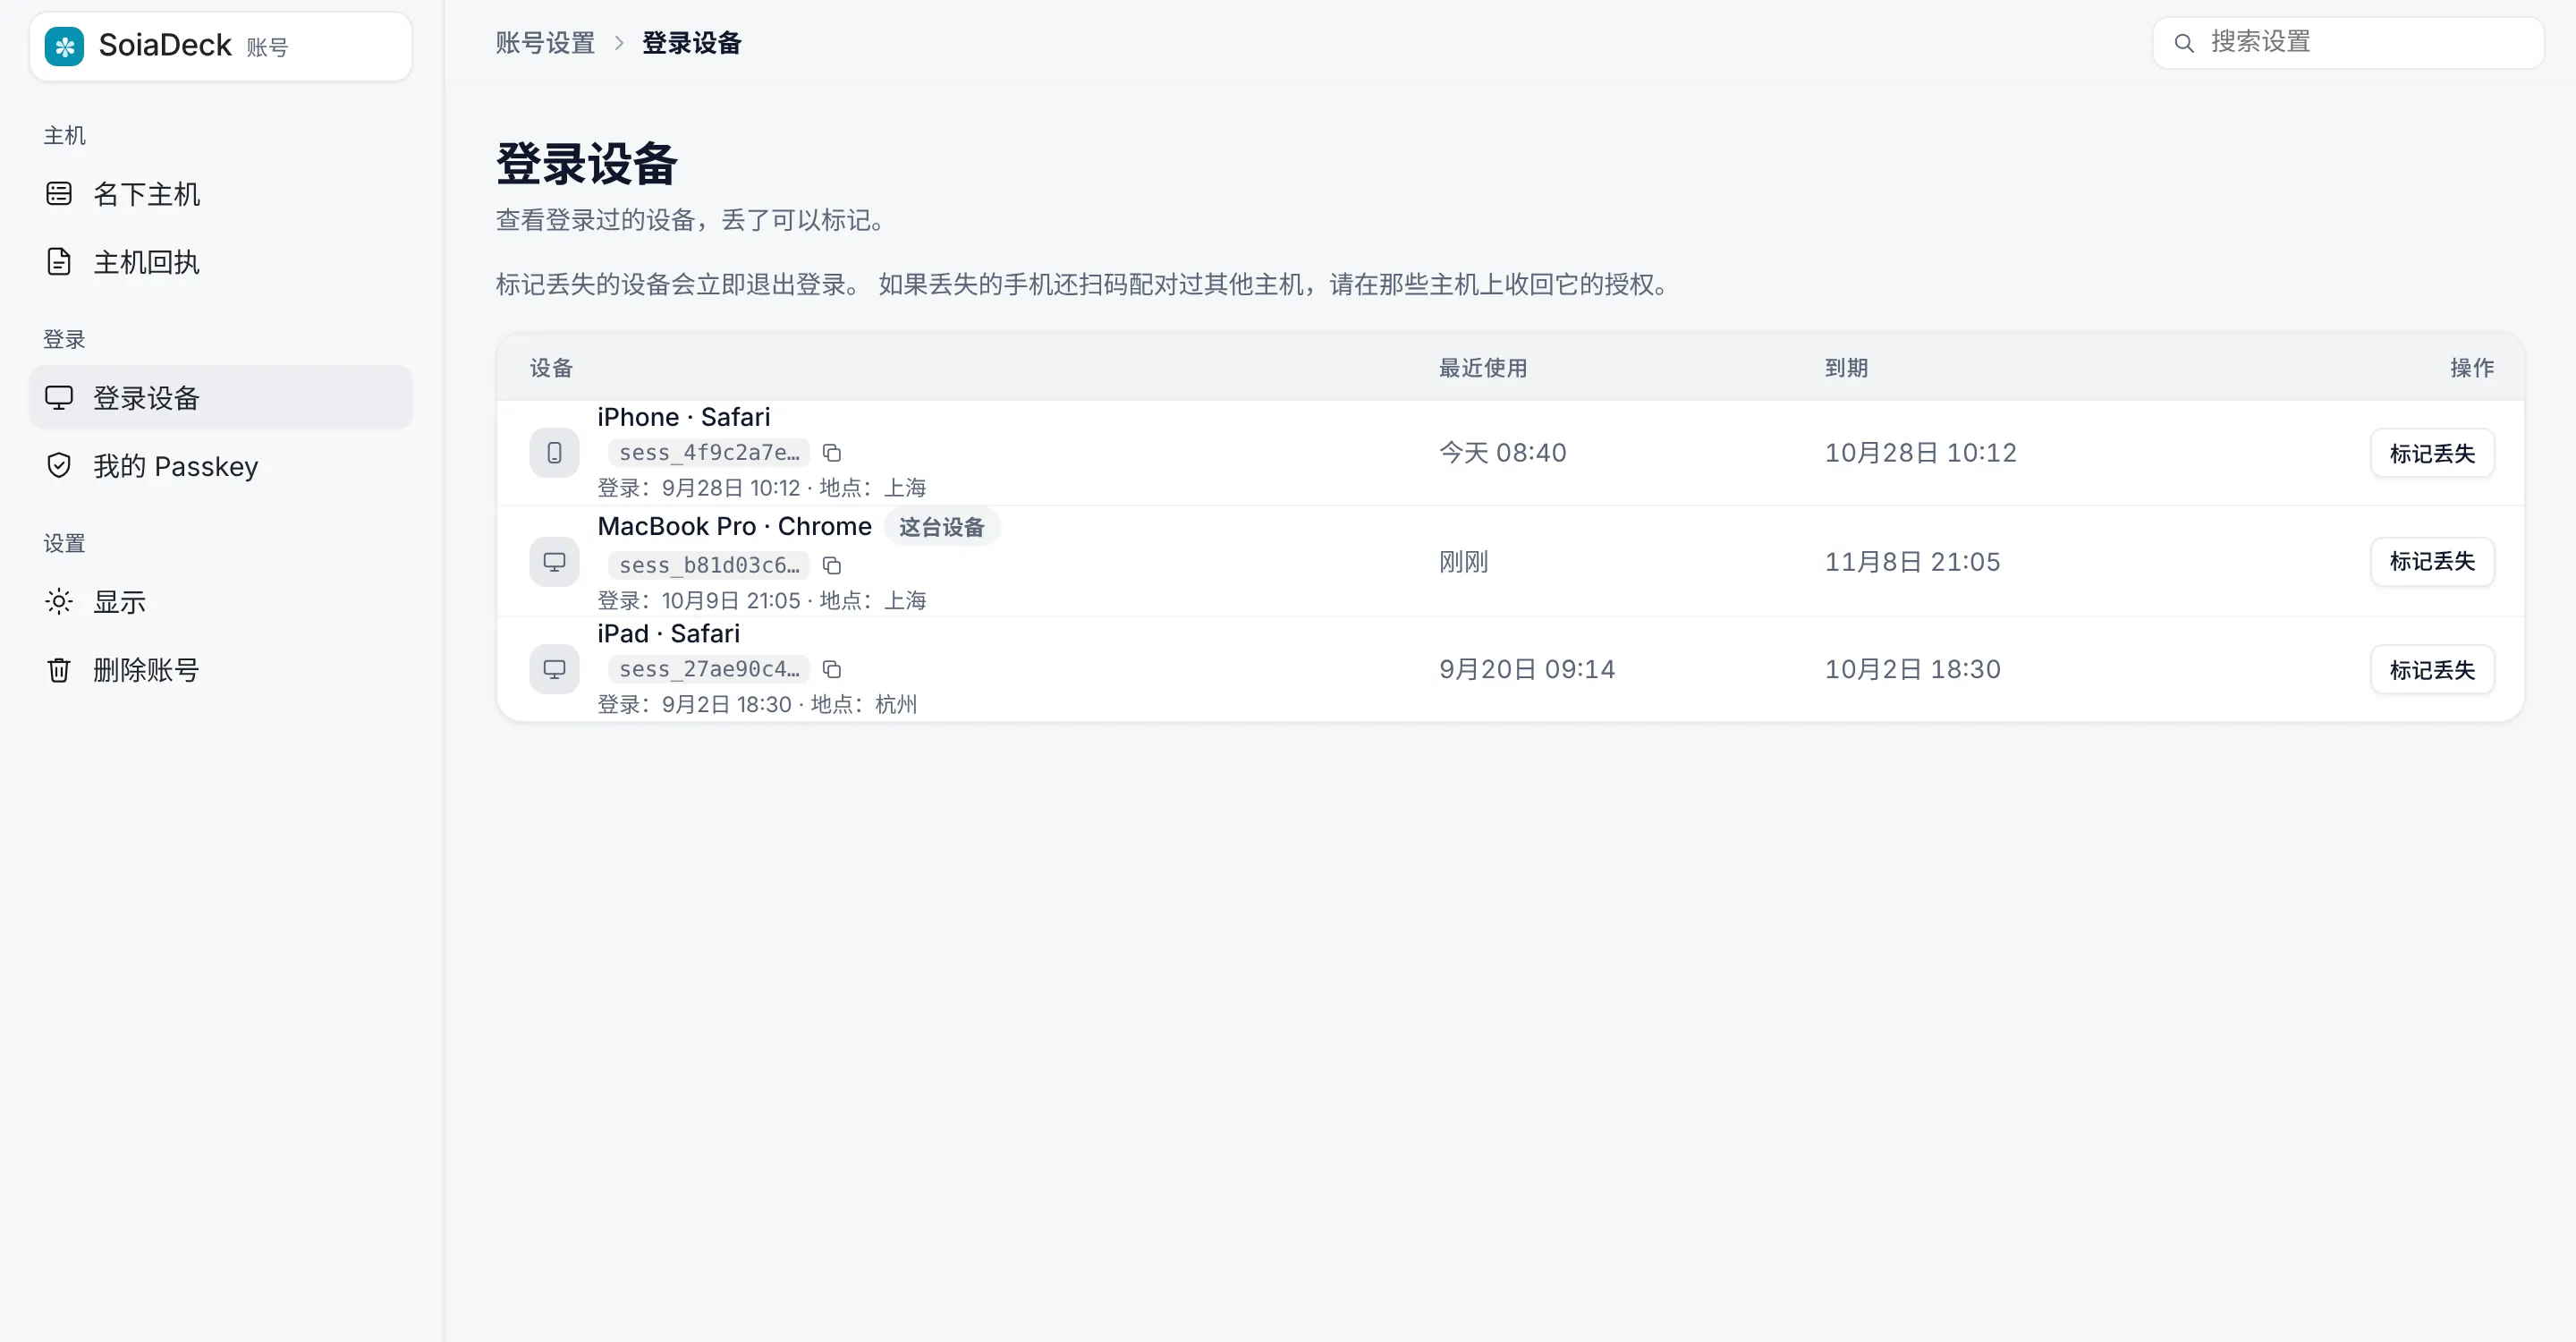 SoiaDeck 账号
主机
名下主机
主机回执
登录
登录设备
我的 Passkey
设置
显示
删除账号
账号设置 > 登录设备
搜索设置
登录设备
查看登录过的设备，丢了可以标记。
标记丢失的设备会立即退出登录。 如果丢失的手机还扫码配对过其他主机，请在那些主机上收回它的授权。
设备 最近使用 到期 操作
iPhone · Safari
sess_4f9c2a7e… 今天 08:40 10月28日 10:12 标记丢失
登录：9月28日 10:12 · 地点：上海
MacBook Pro · Chrome 这台设备
sess_b81d03c6… 刚刚 11月8日 21:05 标记丢失
登录：10月9日 21:05 · 地点：上海
iPad · Safari
sess_27ae90c4… 9月20日 09:14 10月2日 18:30 标记丢失
登录：9月2日 18:30 · 地点：杭州